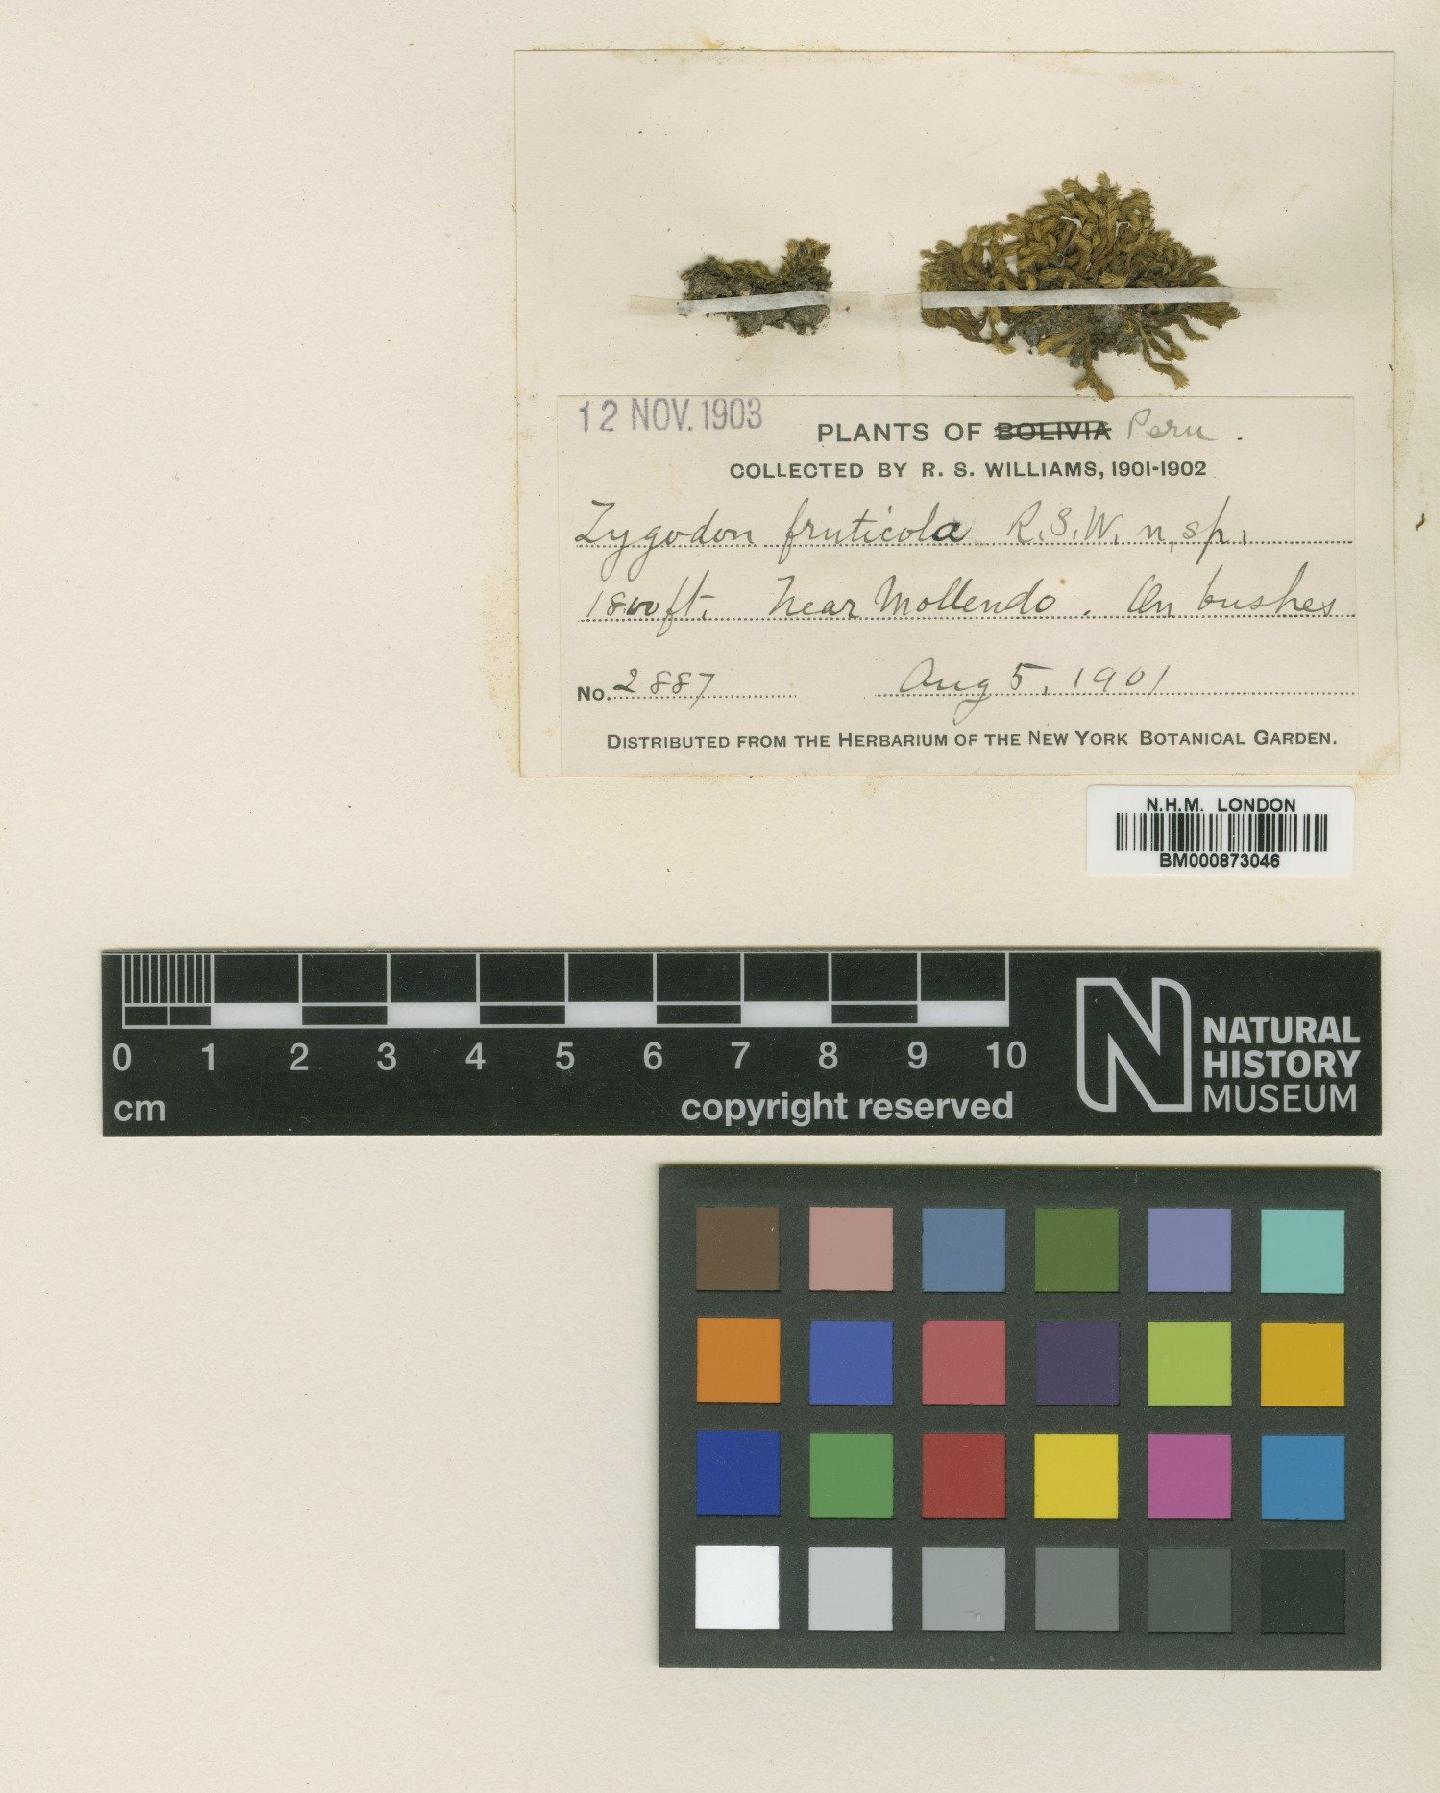 12 NOV. 1903
PLANTS OF BOLIVIA Peru.
COLLECTED BY R. S. WILLIAMS, 1901-1902
Zygodon fruticola R.S.W. n. sp.
1800 ft. Near Mollendo. On bushes
No. 2887 Aug 5, 1901
DISTRIBUTED FROM THE HERBARIUM OF THE NEW YORK BOTANICAL GARDEN.
N.H.M. LONDON
BM000873046
0 1 2 3 4 5 6 7 8 9 10
cm copyright reserved
N NATURAL
HISTORY
MUSEUM